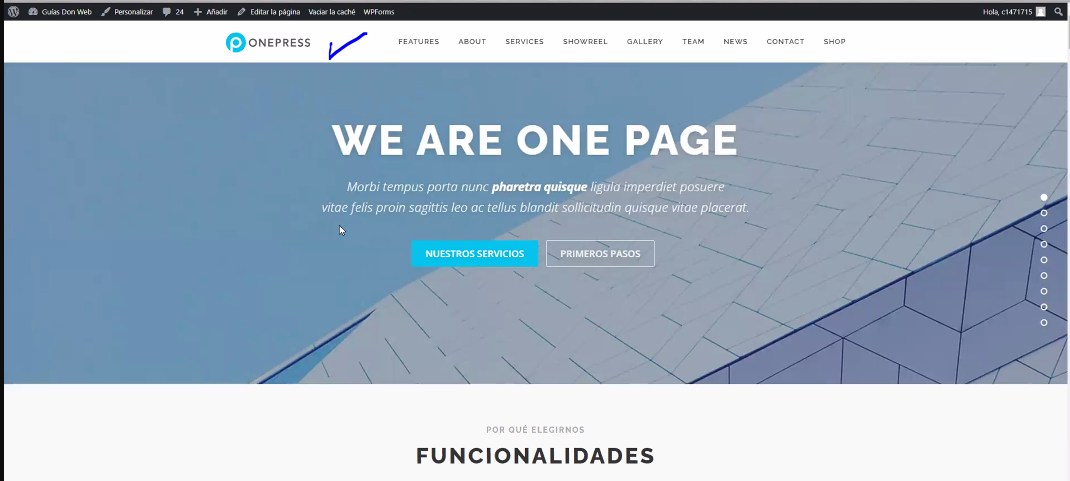 Guías Don Web Personalizar 24 Añadir Editar la página Vaciar la caché WPForms Hola, c1471715
ONEPRESS FEATURES ABOUT SERVICES SHOWREEL GALLERY TEAM NEWS CONTACT SHOP
WE ARE ONE PAGE
Morbi tempus porta nunc pharetra quisque ligula imperdiet posuere
vitae felis proin sagittis leo ac tellus blandit sollicitudin quisque vitae placerat.
NUESTROS SERVICIOS PRIMEROS PASOS
POR QUÉ ELEGIRNOS
FUNCIONALIDADES